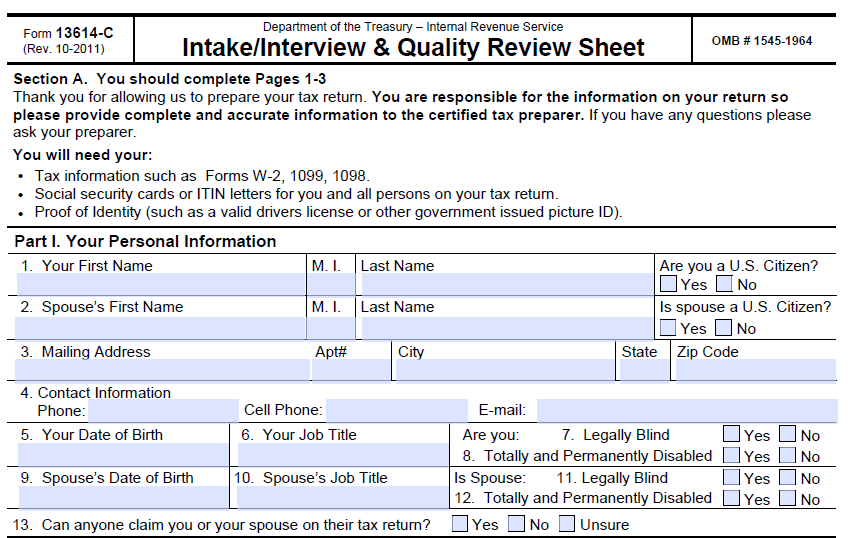 Form 13614-C
(Rev. 10-2011)
Department of the Treasury – Internal Revenue Service
Intake/Interview & Quality Review Sheet
OMB # 1545-1964
Section A. You should complete Pages 1-3
Thank you for allowing us to prepare your tax return. You are responsible for the information on your return so
please provide complete and accurate information to the certified tax preparer. If you have any questions please
ask your preparer.
You will need your:
• Tax information such as Forms W-2, 1099, 1098.
• Social security cards or ITIN letters for you and all persons on your tax return.
• Proof of Identity (such as a valid drivers license or other government issued picture ID).
Part I. Your Personal Information
1. Your First Name M. I. Last Name Are you a U.S. Citizen?
Yes No
2. Spouse's First Name M. I. Last Name Is spouse a U.S. Citizen?
Yes No
3. Mailing Address Apt# City State Zip Code
4. Contact Information
Phone: Cell Phone: E-mail:
5. Your Date of Birth 6. Your Job Title Are you: 7. Legally Blind Yes No
8. Totally and Permanently Disabled Yes No
9. Spouse's Date of Birth 10. Spouse's Job Title Is Spouse: 11. Legally Blind Yes No
12. Totally and Permanently Disabled Yes No
13. Can anyone claim you or your spouse on their tax return? Yes No Unsure